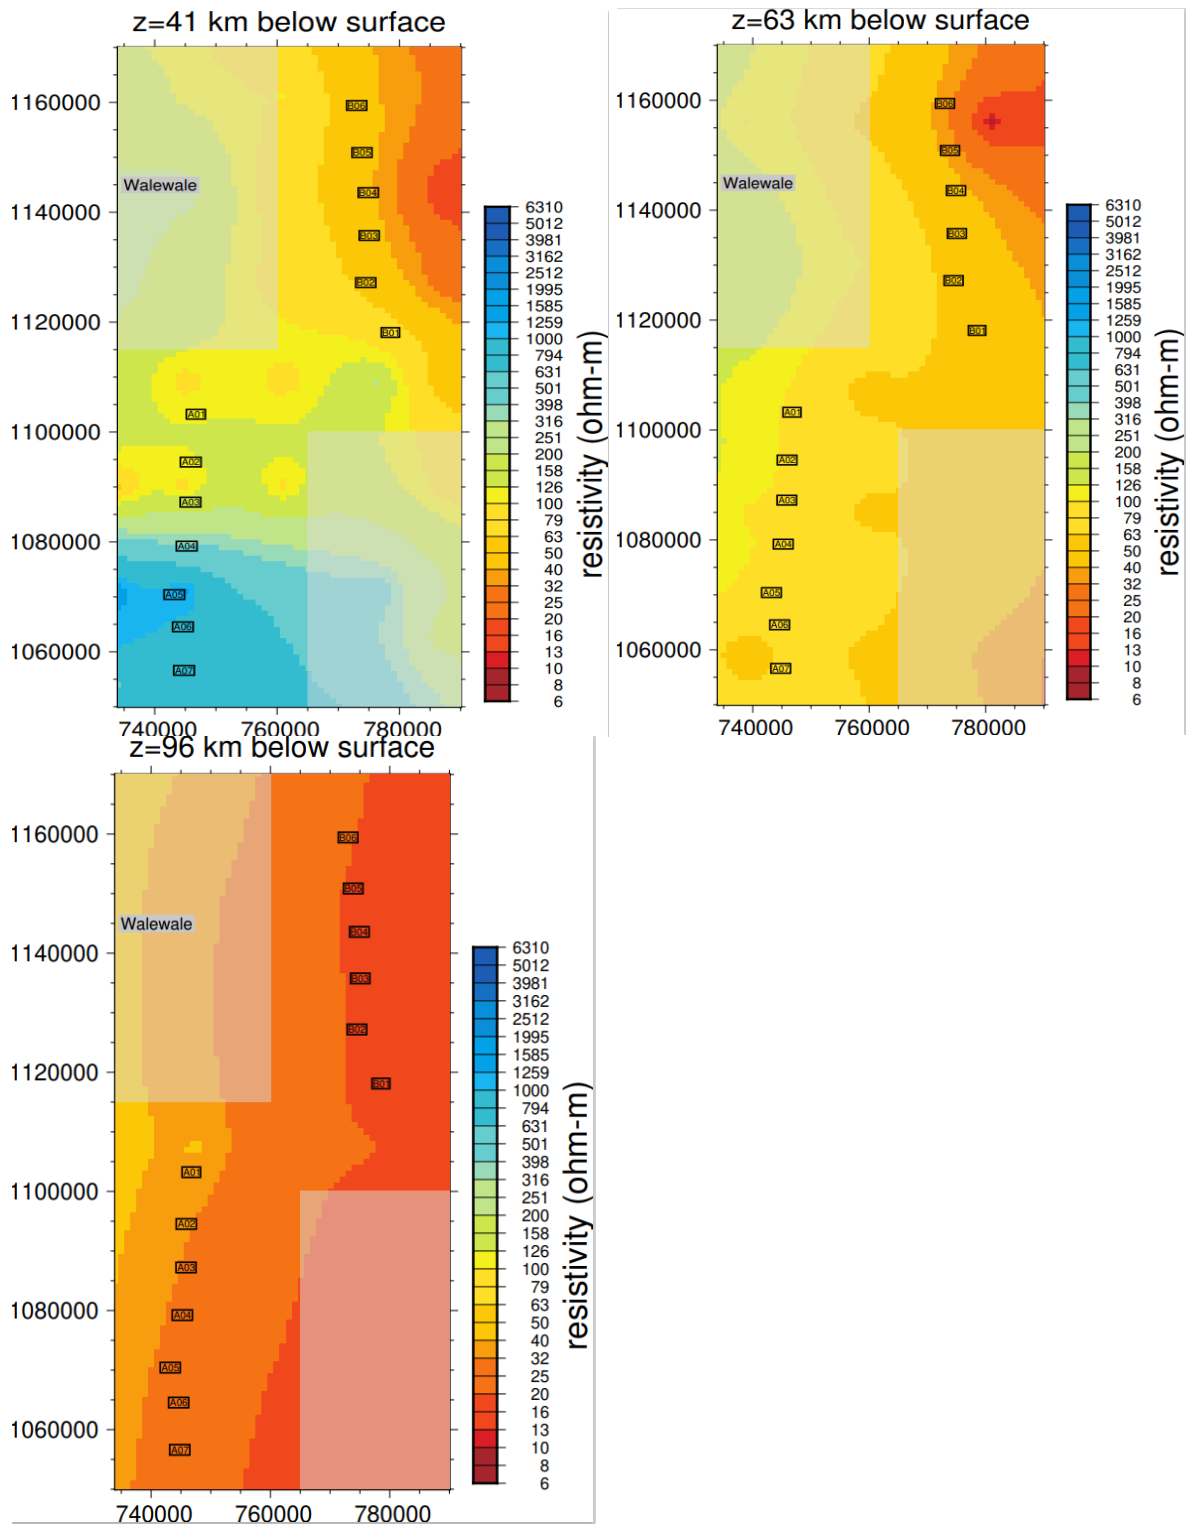 z=41 km below surface
1160000
1140000
1120000
1100000
1080000
1060000
740000 760000 780000
Walewale
B06
B05
B04
B03
B02
B01
A01
A02
A03
A04
A05
A06
A07
6310
5012
3981
3162
2512
1995
1585
1259
1000
794
631
501
398
316
251
200
158
126
100
79
63
50
40
32
25
20
16
13
10
8
6
resistivity (ohm-m)
z=63 km below surface
1160000
1140000
1120000
1100000
1080000
1060000
740000 760000 780000
Walewale
B06
B05
B04
B03
B02
B01
A01
A02
A03
A04
A05
A06
A07
6310
5012
3981
3162
2512
1995
1585
1259
1000
794
631
501
398
316
251
200
158
126
100
79
63
50
40
32
25
20
16
13
10
8
6
resistivity (ohm-m)
z=96 km below surface
1160000
1140000
1120000
1100000
1080000
1060000
740000 760000 780000
Walewale
B06
B05
B04
B03
B02
B01
A01
A02
A03
A04
A05
A06
A07
6310
5012
3981
3162
2512
1995
1585
1259
1000
794
631
501
398
316
251
200
158
126
100
79
63
50
40
32
25
20
16
13
10
8
6
resistivity (ohm-m)